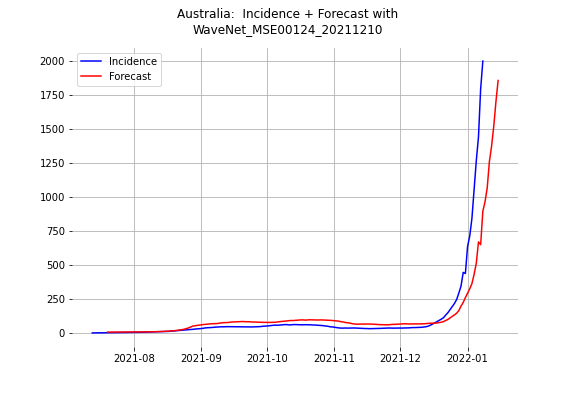 Australia:  Incidence + Forecast with
WaveNet_MSE00124_20211210
Incidence
Forecast
2000
1750
1500
1250
1000
750
500
250
0
2021-08 2021-09 2021-10 2021-11 2021-12 2022-01